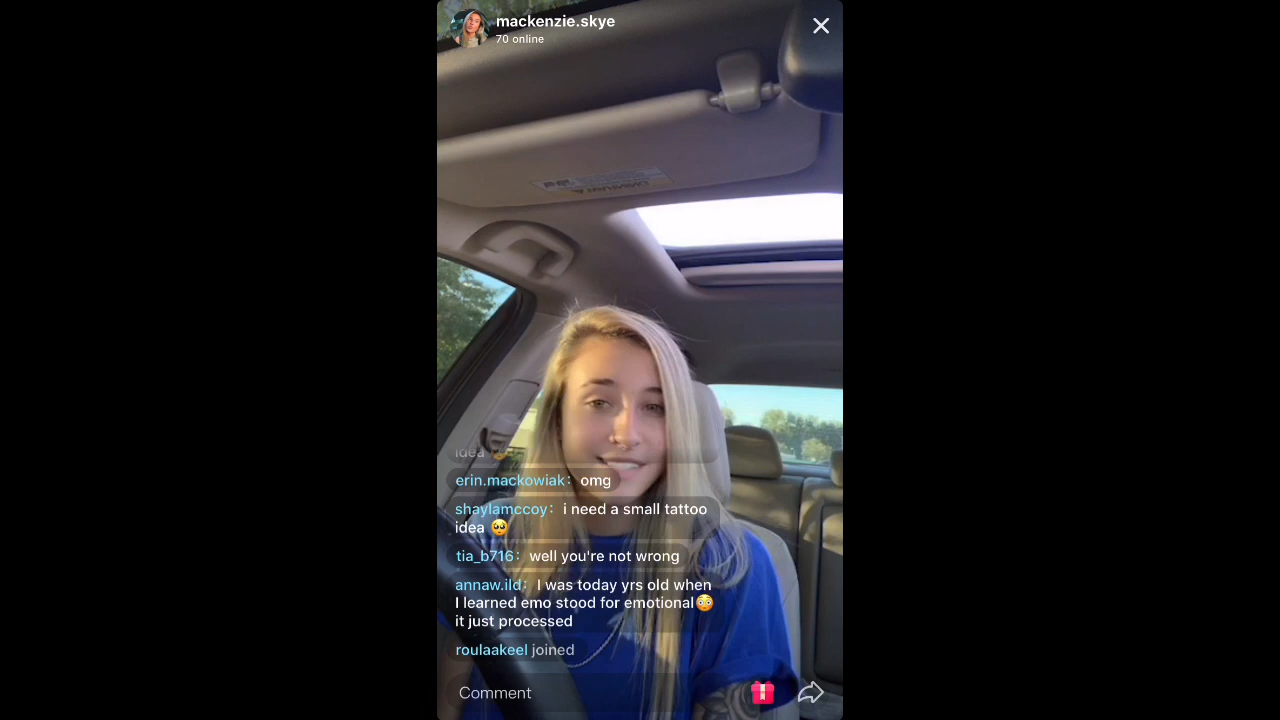 mackenzie.skye
70 online
idea 🥺
erin.mackowiak: omg
shaylamccoy: i need a small tattoo
idea 🥺
tia_b716: well you're not wrong
annaw.ild: I was today yrs old when
I learned emo stood for emotional😳
it just processed
roulaakeel joined
Comment